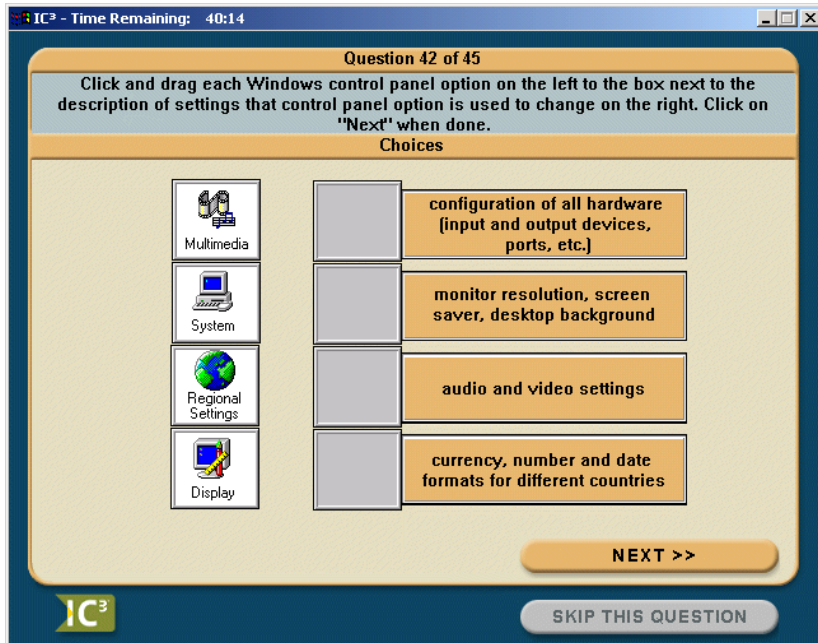 IC³ - Time Remaining: 40:14
Question 42 of 45
Click and drag each Windows control panel option on the left to the box next to the
description of settings that control panel option is used to change on the right. Click on
"Next" when done.
Choices
Multimedia
configuration of all hardware
(input and output devices,
ports, etc.)
System
monitor resolution, screen
saver, desktop background
Regional
Settings
audio and video settings
Display
currency, number and date
formats for different countries
NEXT >>
IC³
SKIP THIS QUESTION